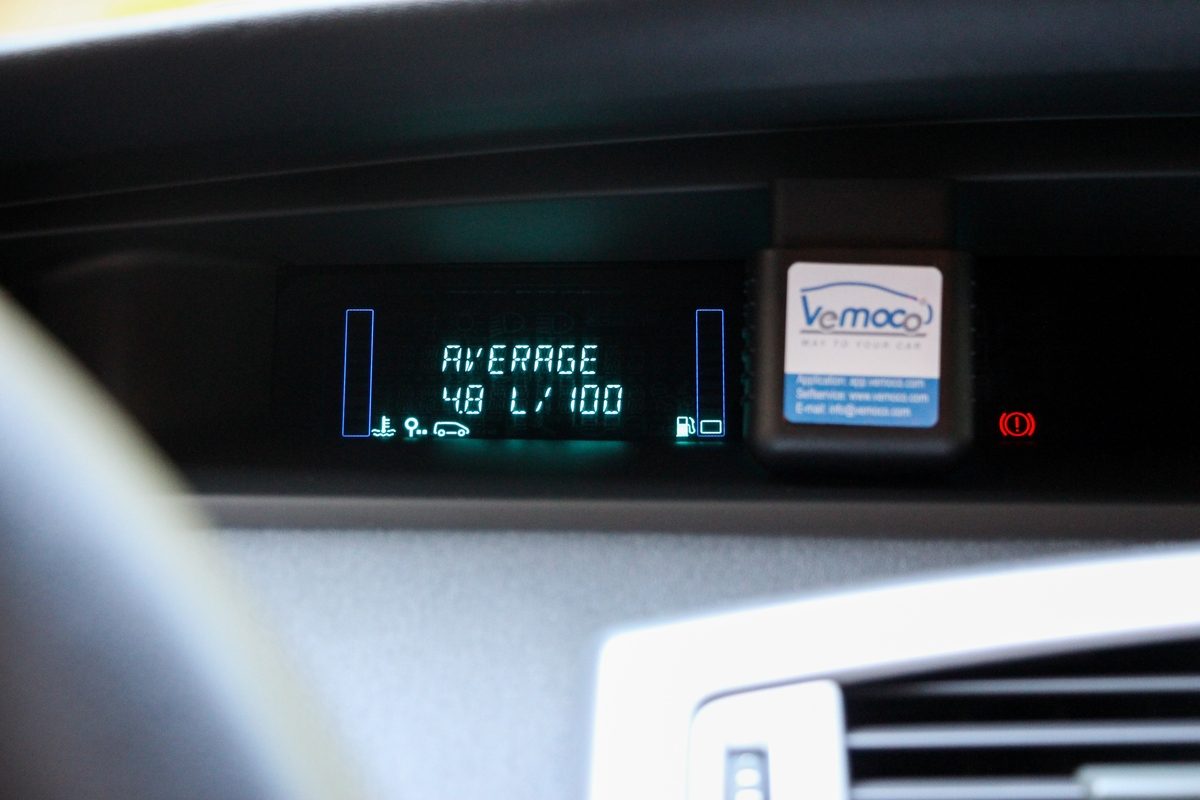 AVERAGE
4.8 L/100
Vemoco
WAY TO YOUR CAR
Application: app.vemoco.com
Selfservice: www.vemoco.com
E-mail: info@vemoco.com